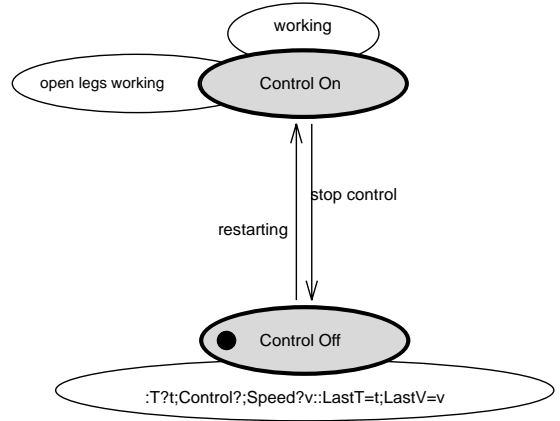 working
open legs working
Control On
stop control
restarting
Control Off
:T?t;Control?;Speed?v::LastT=t;LastV=v